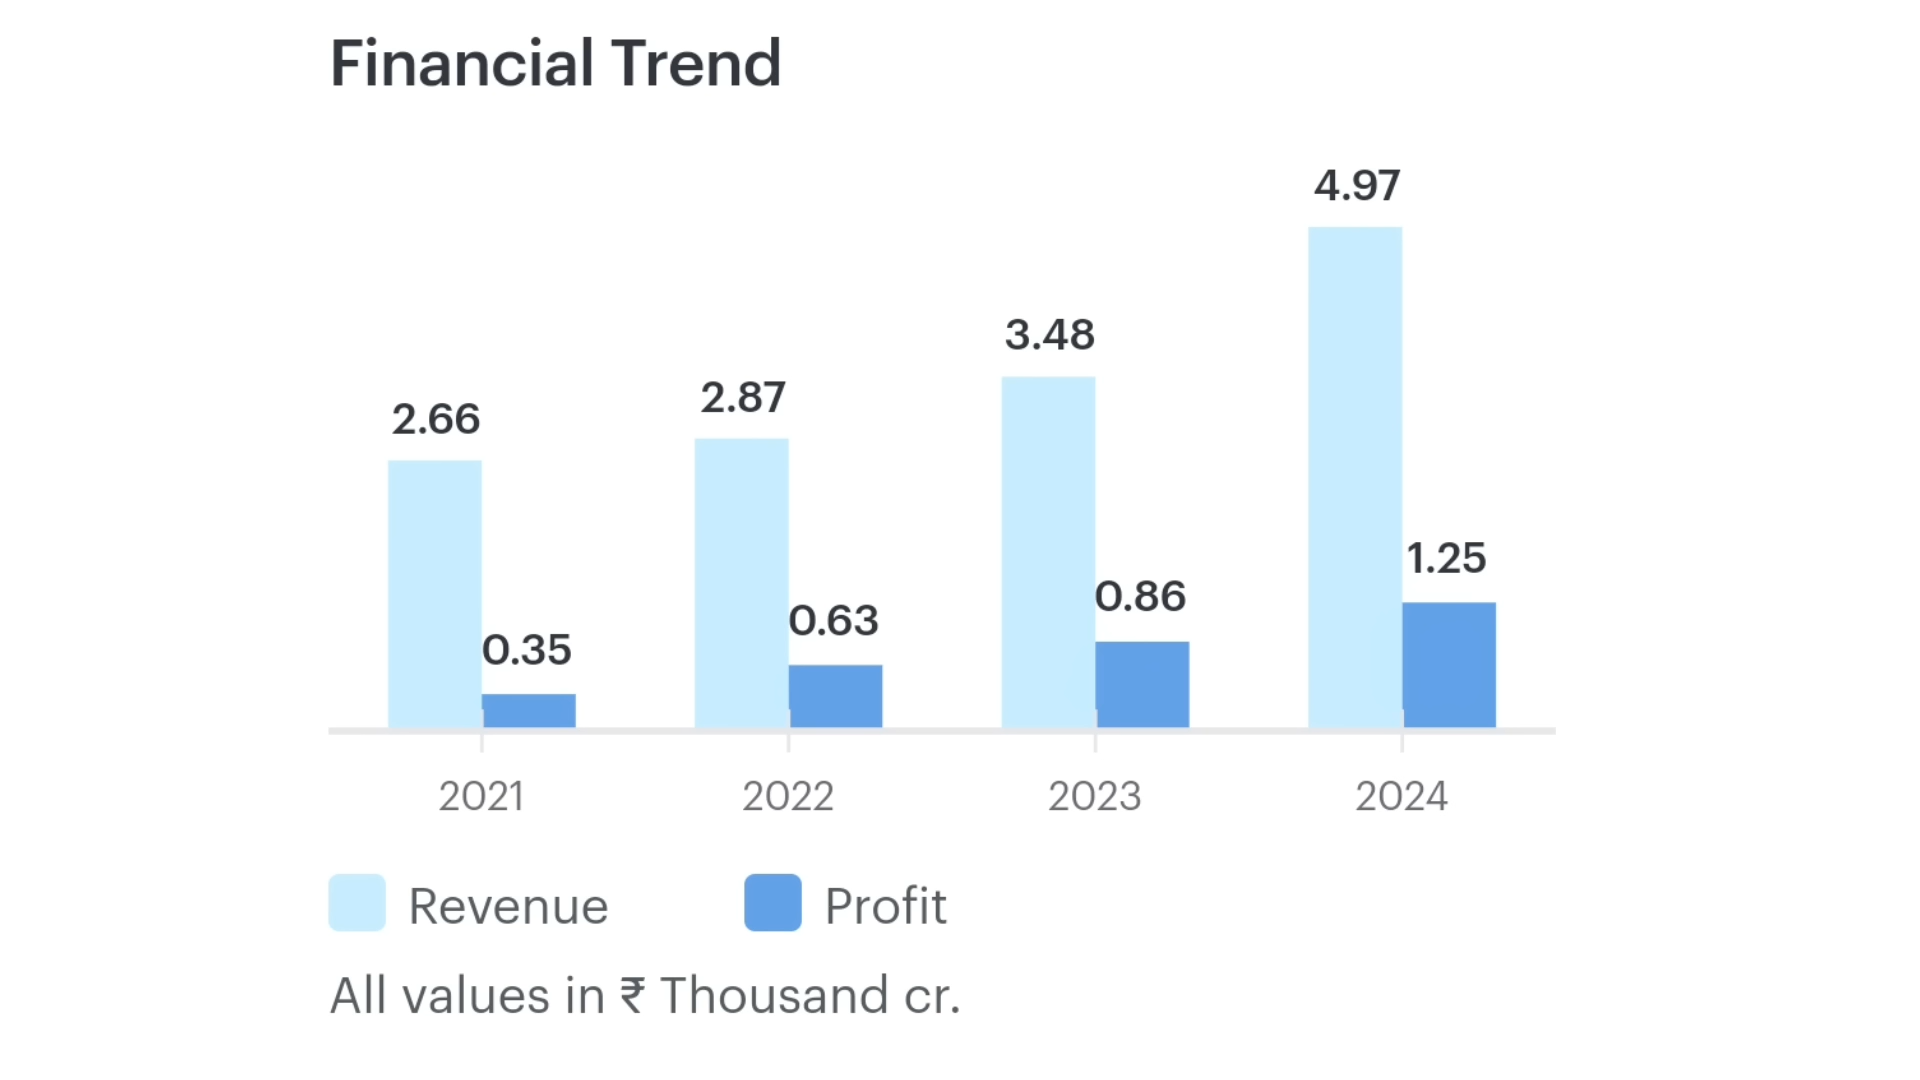 Financial Trend
4.97
3.48
2.87
2.66
1.25
0.86
0.63
0.35
2021 2022 2023 2024
Revenue Profit
All values in ₹ Thousand cr.